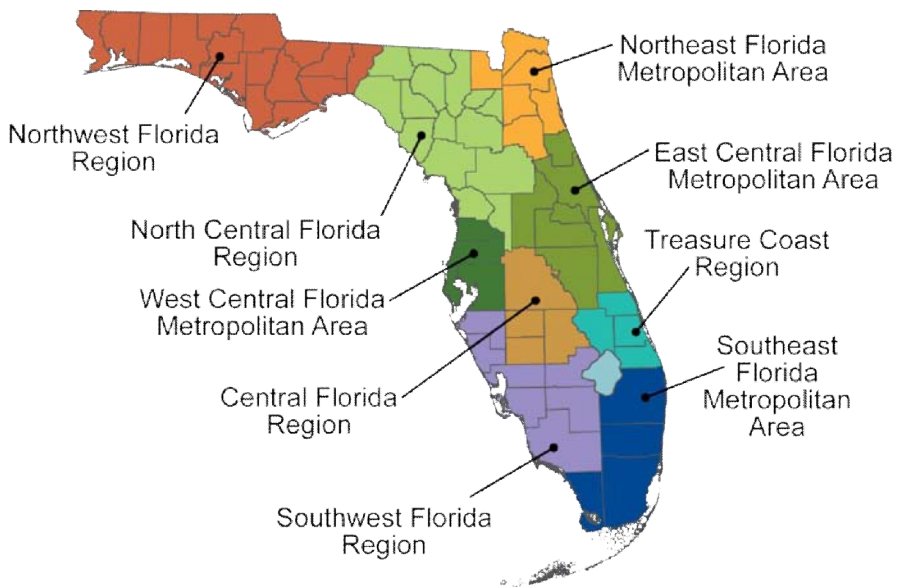 Northeast Florida
Metropolitan Area
Northwest Florida
Region
East Central Florida
Metropolitan Area
North Central Florida
Region
Treasure Coast
Region
West Central Florida
Metropolitan Area
Southeast
Florida
Metropolitan
Area
Central Florida
Region
Southwest Florida
Region